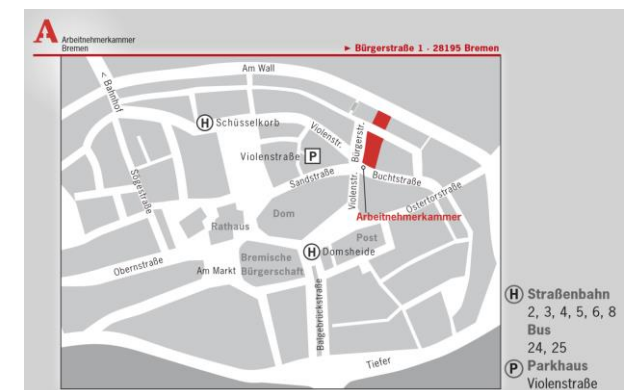 A Arbeitnehmerkammer
Bremen
► Bürgerstraße 1 - 28195 Bremen
Am Wall
< Bahnhof
H Schüsselkorb
Violenstr.
Bürgerstr.
Violenstraße P
Sögestraße
Sandstraße
Violenstr.
Buchtstraße
Ostertorstraße
Arbeitnehmerkammer
Dom
Rathaus
Post
H Domsheide
Bremische
Bürgerschaft
Am Markt
Obernstraße
Balgebrückstraße
Tiefer
H Straßenbahn
2, 3, 4, 5, 6, 8
Bus
24, 25
P Parkhaus
Violenstraße